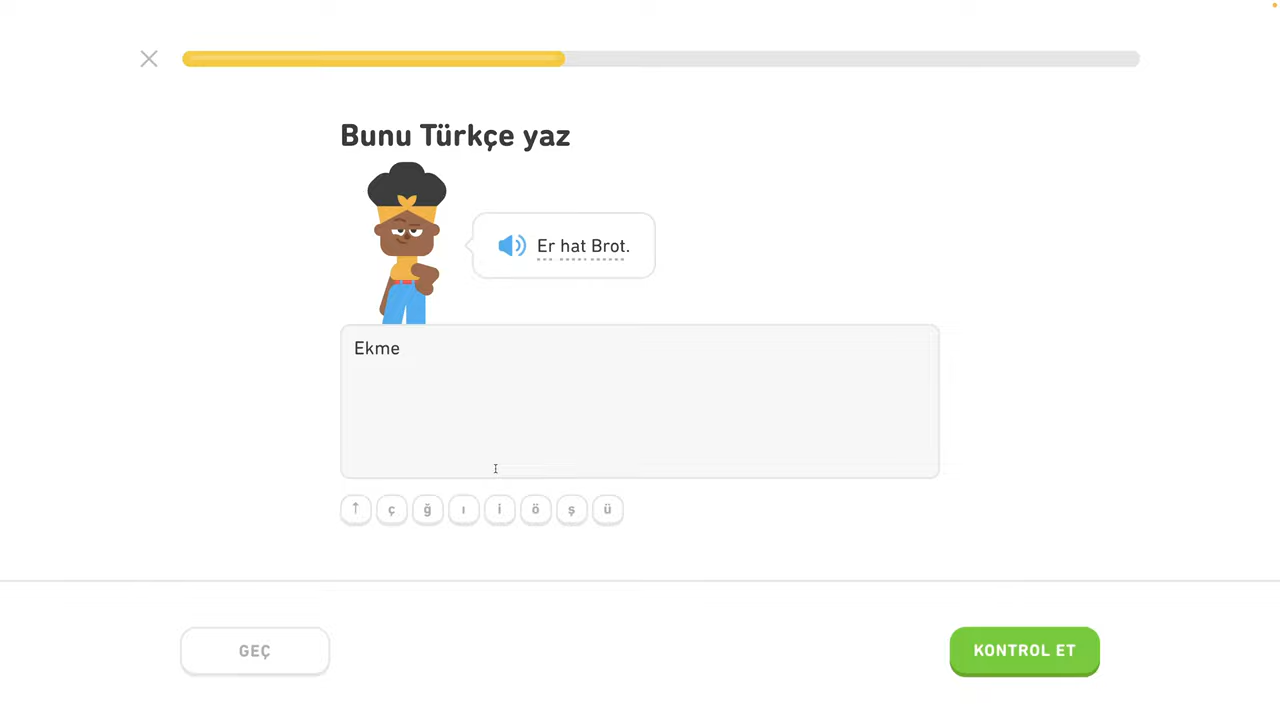 Bunu Türkçe yaz
Er hat Brot.
Ekme
↑ ç ğ ı i ö ş ü
GEÇ
KONTROL ET